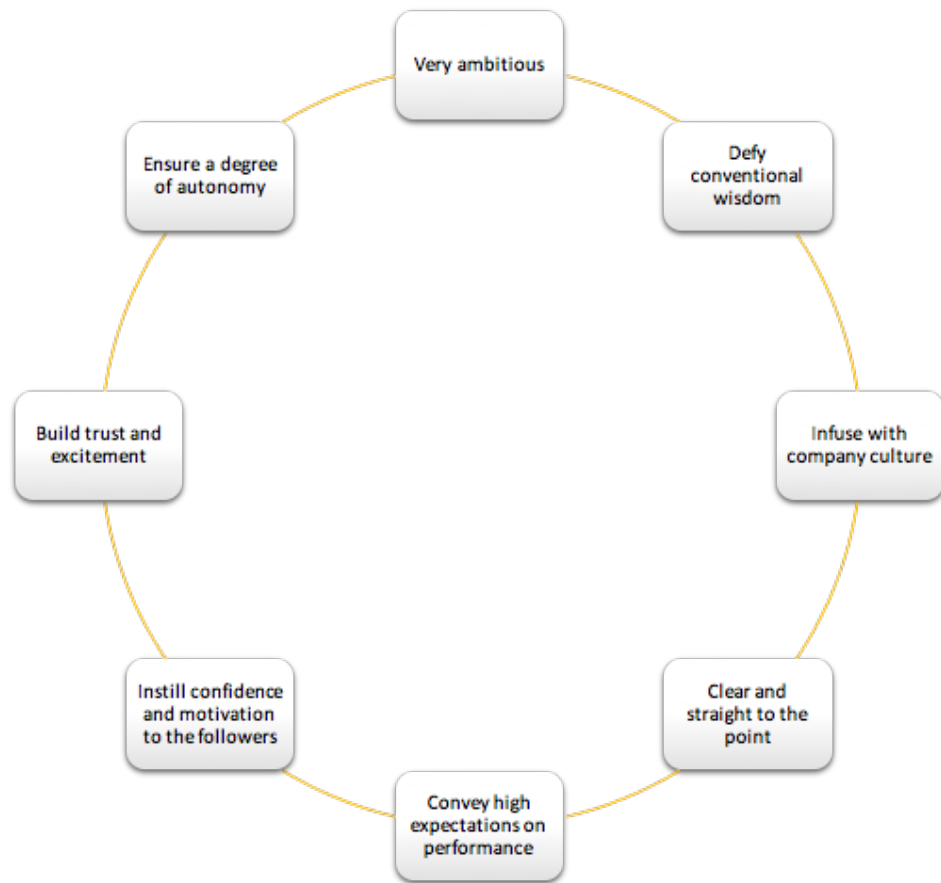 Very ambitious
Defy
conventional
wisdom
Infuse with
company culture
Clear and
straight to the
point
Convey high
expectations on
performance
Instill confidence
and motivation
to the followers
Build trust and
excitement
Ensure a degree
of autonomy